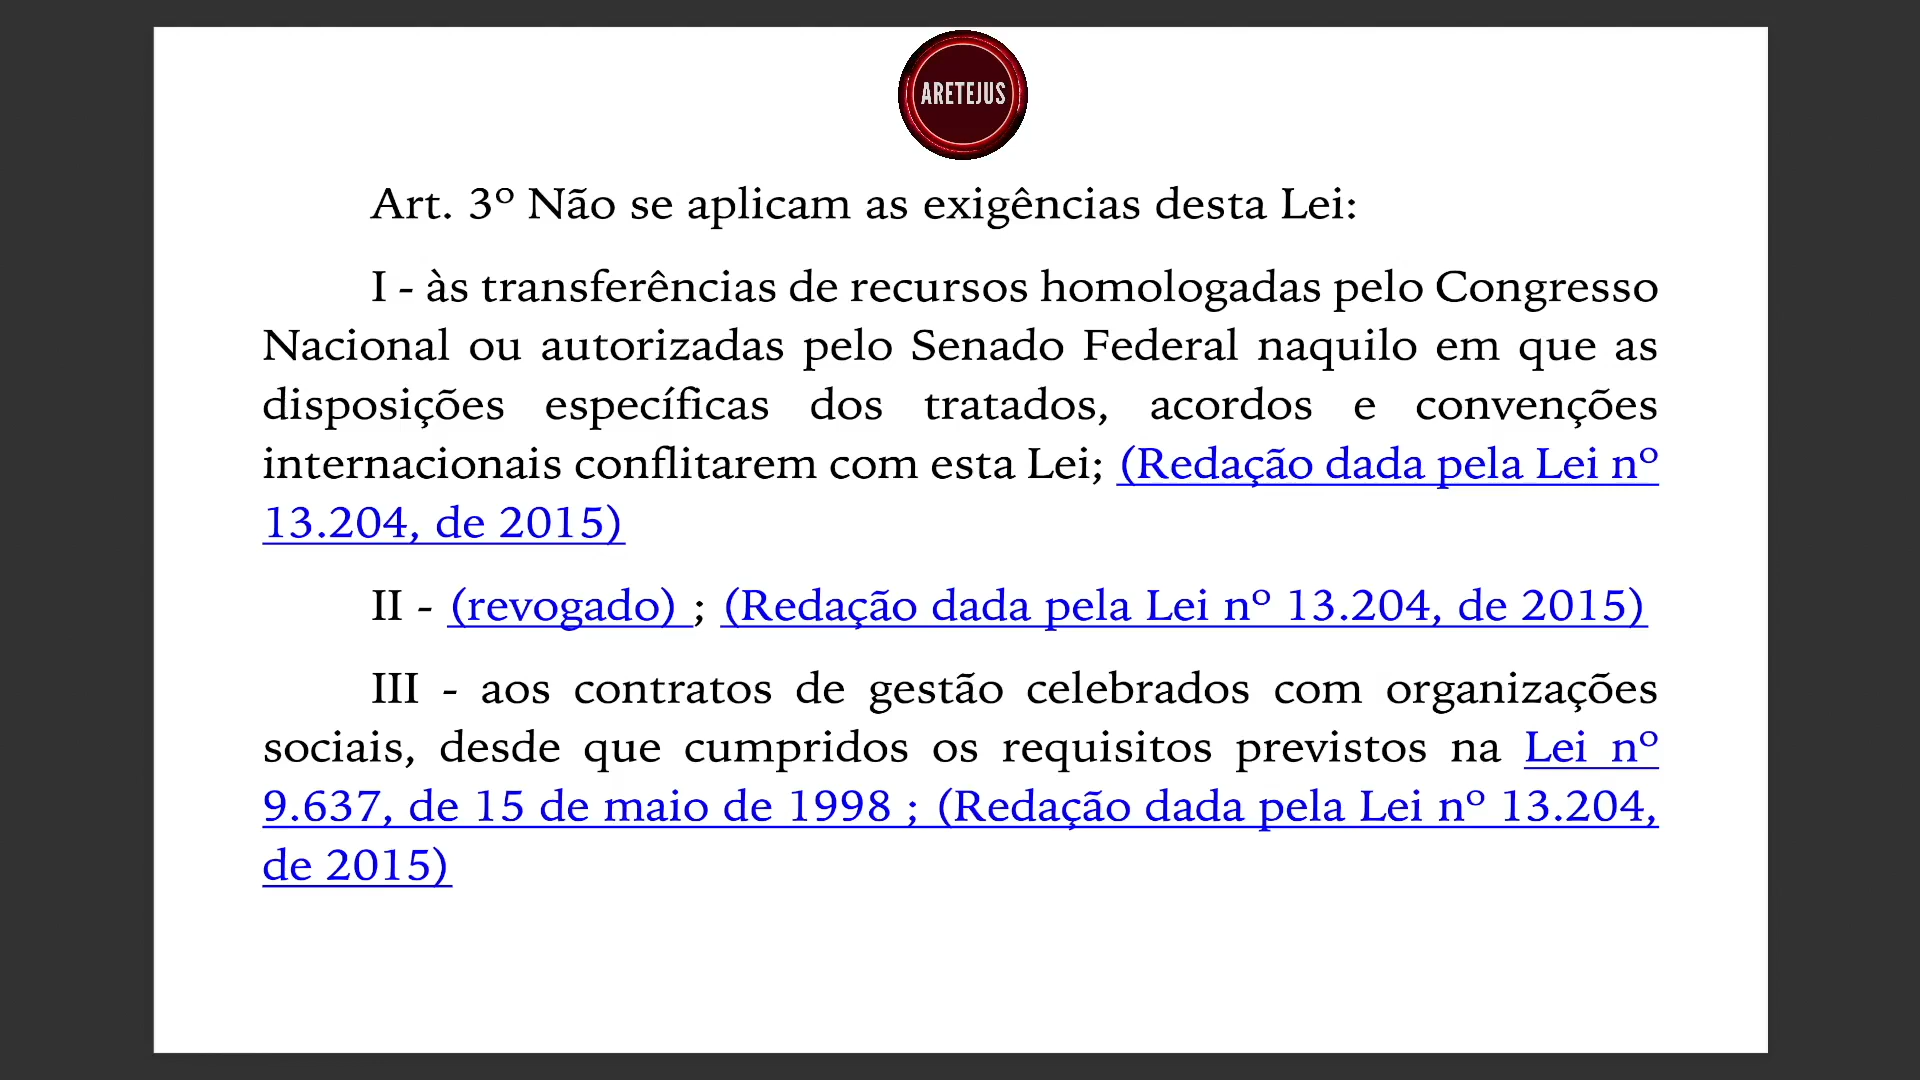 ARETEJUS
Art. 3º Não se aplicam as exigências desta Lei:
I - às transferências de recursos homologadas pelo Congresso
Nacional ou autorizadas pelo Senado Federal naquilo em que as
disposições específicas dos tratados, acordos e convenções
internacionais conflitarem com esta Lei; (Redação dada pela Lei nº
13.204, de 2015)
II - (revogado) ; (Redação dada pela Lei nº 13.204, de 2015)
III - aos contratos de gestão celebrados com organizações
sociais, desde que cumpridos os requisitos previstos na Lei nº
9.637, de 15 de maio de 1998 ; (Redação dada pela Lei nº 13.204,
de 2015)